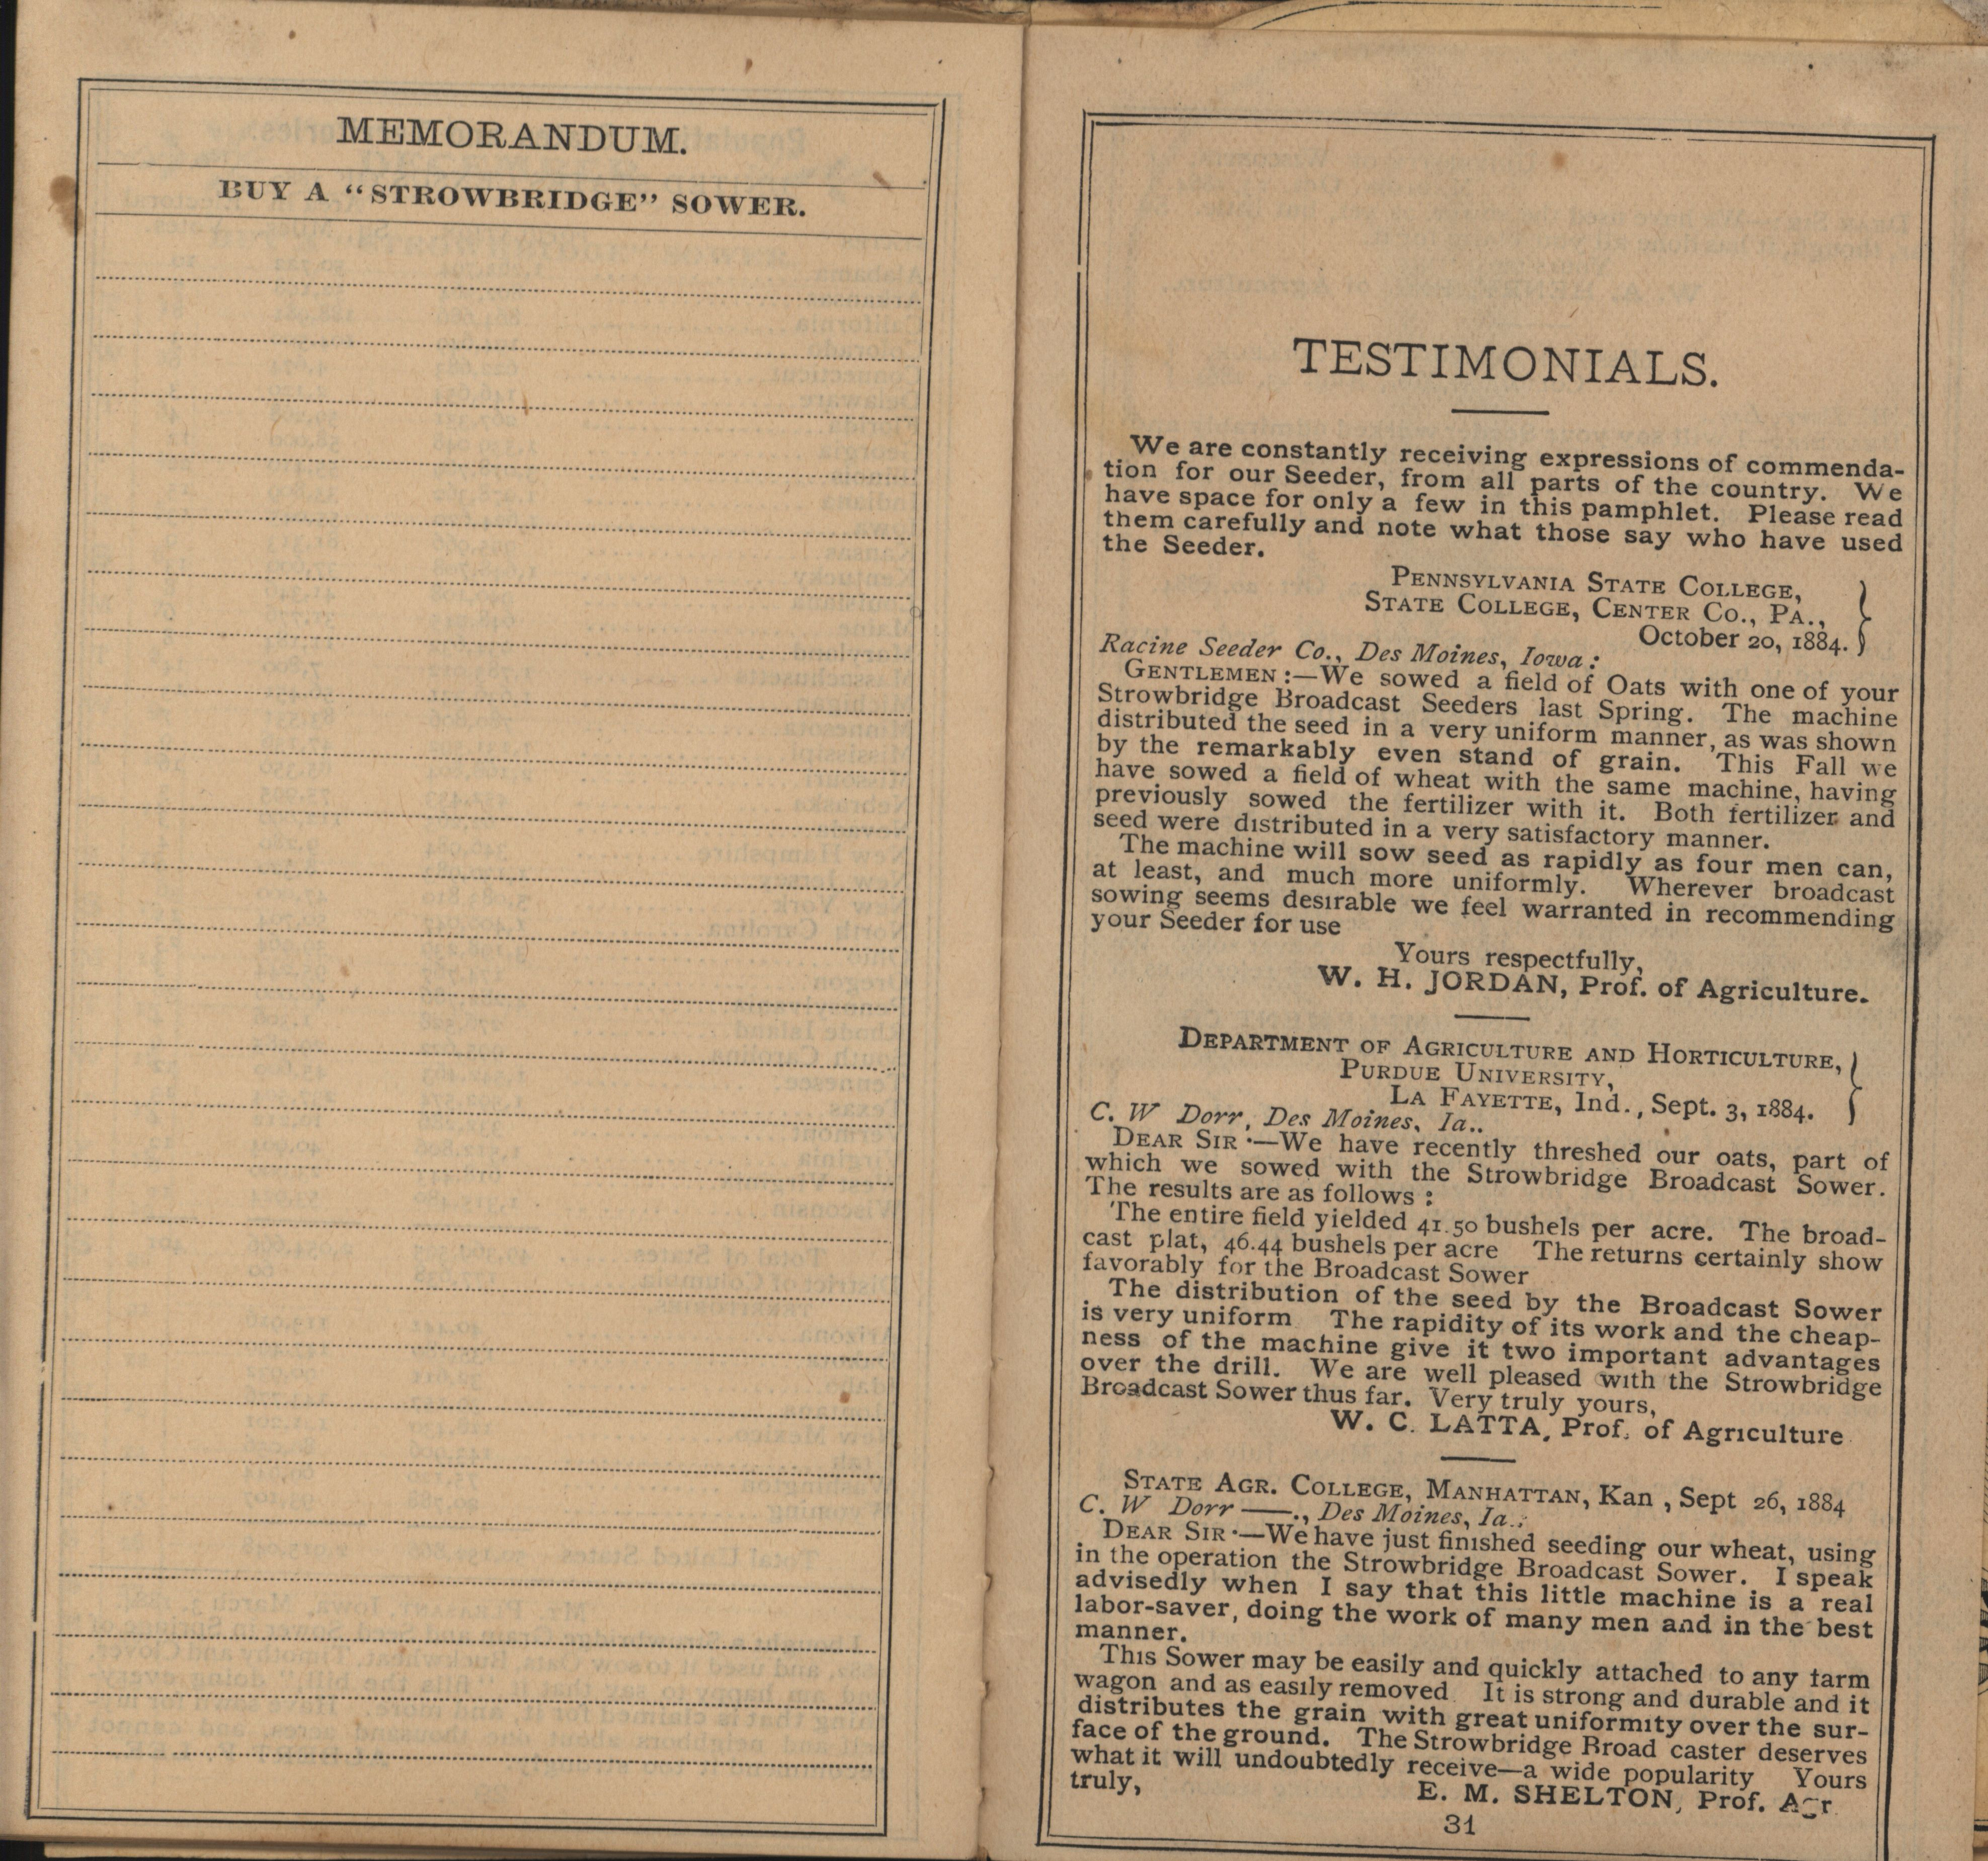 MEMORANDUM.
BUY A "STROWBRIDGE" SOWER.
TESTIMONIALS.
We are constantly receiving expressions of commenda-
tion for our Seeder, from all parts of the country. We
have space for only a few in this pamphlet. Please read
them carefully and note what those say who have used
the Seeder.
PENNSYLVANIA STATE COLLEGE,
STATE COLLEGE, CENTER CO., PA.,
October 20, 1884.
Racine Seeder Co., Des Moines, Iowa:
GENTLEMEN:—We sowed a field of Oats with one of your
Strowbridge Broadcast Seeders last Spring. The machine
distributed the seed in a very uniform manner, as was shown
by the remarkably even stand of grain. This Fall we
have sowed a field of wheat with the same machine, having
previously sowed the fertilizer with it. Both fertilizer and
seed were distributed in a very satisfactory manner.
The machine will sow seed as rapidly as four men can,
at least, and much more uniformly. Wherever broadcast
sowing seems desirable we feel warranted in recommending
your Seeder for use
Yours respectfully,
W. H. JORDAN, Prof. of Agriculture.
DEPARTMENT OF AGRICULTURE AND HORTICULTURE,
PURDUE UNIVERSITY,
LA FAYETTE, Ind., Sept. 3, 1884.
C. W Dorr, Des Moines, Ia..
DEAR SIR·—We have recently threshed our oats, part of
which we sowed with the Strowbridge Broadcast Sower.
The results are as follows:
The entire field yielded 41.50 bushels per acre. The broad-
cast plat, 46.44 bushels per acre The returns certainly show
favorably for the Broadcast Sower
The distribution of the seed by the Broadcast Sower
is very uniform The rapidity of its work and the cheap-
ness of the machine give it two important advantages
over the drill. We are well pleased with the Strowbridge
Broadcast Sower thus far. Very truly yours,
W. C. LATTA, Prof. of Agriculture
STATE AGR. COLLEGE, MANHATTAN, Kan, Sept 26, 1884
C. W Dorr ——., Des Moines, Ia.:
DEAR SIR·—We have just finished seeding our wheat, using
in the operation the Strowbridge Broadcast Sower. I speak
advisedly when I say that this little machine is a real
labor-saver, doing the work of many men and in the best
manner.
This Sower may be easily and quickly attached to any farm
wagon and as easily removed It is strong and durable and it
distributes the grain with great uniformity over the sur-
face of the ground. The Strowbridge Broad caster deserves
what it will undoubtedly receive—a wide popularity Yours
truly, E. M. SHELTON, Prof. Agr
31